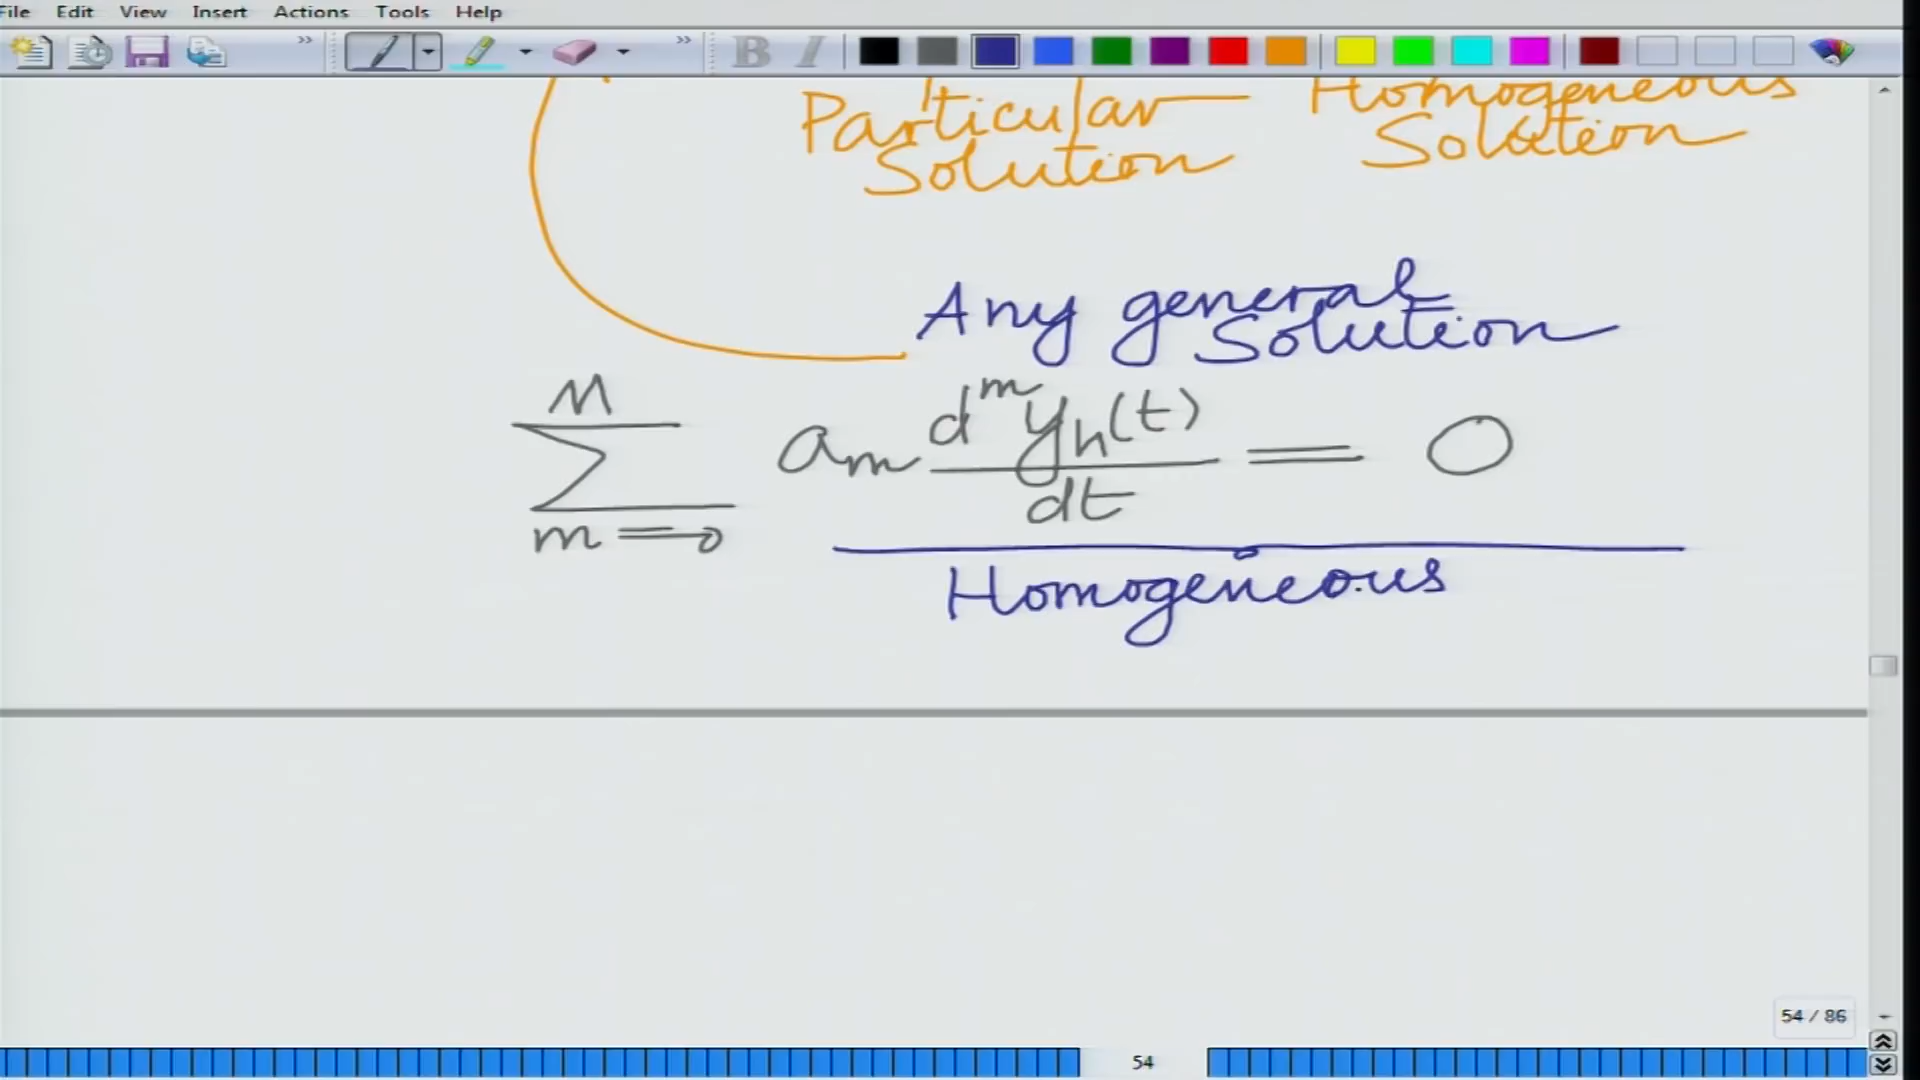 File Edit View Insert Actions Tools Help
B I
Particular Homogeneous
Solution Solution
Any general
Solution
M
∑ a_m d^m y_h(t) / dt = 0
m = 0
Homogeneous
54 / 86
54